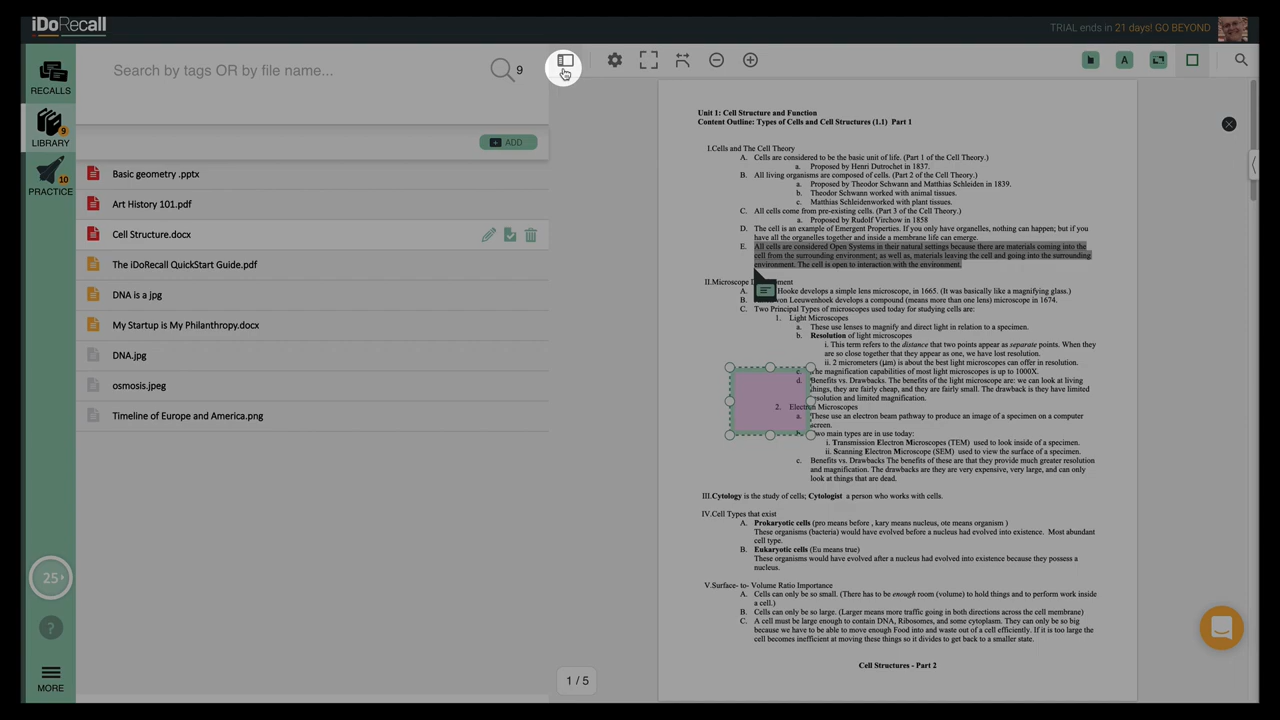 iDoRecall
TRIAL ends in 21 days! GO BEYOND
RECALLS
LIBRARY
9
PRACTICE
10
25
?
MORE
Search by tags OR by file name...
9
ADD
Basic geometry .pptx
Art History 101.pdf
Cell Structure.docx
The iDoRecall QuickStart Guide.pdf
DNA is a jpg
My Startup is My Philanthropy.docx
DNA.jpg
osmosis.jpeg
Timeline of Europe and America.png
A
Unit 1: Cell Structure and Function
Content Outline: Types of Cells and Cell Structures (1.1) Part 1
I.Cells and The Cell Theory
A. Cells are considered to be the basic unit of life. (Part 1 of the Cell Theory.)
a. Proposed by Henri Dutrochet in 1837.
B. All living organisms are composed of cells. (Part 2 of the Cell Theory.)
a. Proposed by Theodor Schwann and Matthias Schleiden in 1839.
b. Theodor Schwann worked with animal tissues.
c. Matthias Schleidenworked with plant tissues.
C. All cells come from pre-existing cells. (Part 3 of the Cell Theory.)
a. Proposed by Rudolf Virchow in 1858
D. The cell is an example of Emergent Properties. If you only have organelles, nothing can happen; but if you
have all the organelles together and inside a membrane life can emerge.
E. All cells are considered Open Systems in their natural settings because there are materials coming into the
cell from the surrounding environment; as well as, materials leaving the cell and going into the surrounding
environment. The cell is open to interaction with the environment.
II.Microscope
A. Hooke develops a simple lens microscope, in 1665. (It was basically like a magnifying glass.)
B. Leeuwenhoek develops a compound (means more than one lens) microscope in 1674.
C. Two Principal Types of microscopes used today for studying cells are:
1. Light Microscopes
a. These use lenses to magnify and direct light in relation to a specimen.
b. Resolution of light microscopes
i. This term refers to the distance that two points appear as separate points. When they
are so close together that they appear as one, we have lost resolution.
ii. 2 micrometers (µm) is about the best light microscopes can offer in resolution.
c. The magnification capabilities of most light microscopes is up to 1000X.
d. Benefits vs. Drawbacks. The benefits of the light microscope are: we can look at living
things, they are fairly cheap, and they are fairly small. The drawback is they have limited
resolution and limited magnification.
2. Electron Microscopes
a. These use an electron beam pathway to produce an image of a specimen on a computer
screen.
b. Two main types are in use today:
i. Transmission Electron Microscopes (TEM) used to look inside of a specimen.
ii. Scanning Electron Microscope (SEM) used to view the surface of a specimen.
c. Benefits vs. Drawbacks The benefits of these are that they provide much greater resolution
and magnification. The drawbacks are they are very expensive, very large, and can only
look at things that are dead.
III.Cytology is the study of cells; Cytologist a person who works with cells.
IV.Cell Types that exist
A. Prokaryotic cells (pro means before , kary means nucleus, ote means organism )
These organisms (bacteria) would have evolved before a nucleus had evolved into existence. Most abundant
cell type.
B. Eukaryotic cells (Eu means true)
These organisms would have evolved after a nucleus had evolved into existence because they possess a
nucleus.
V.Surface- to- Volume Ratio Importance
A. Cells can only be so small. (There has to be enough room (volume) to hold things and to perform work inside
a cell.)
B. Cells can only be so large. (Larger means more traffic going in both directions across the cell membrane)
C. A cell must be large enough to contain DNA, Ribosomes, and some cytoplasm. They can only be so big
because we have to be able to move enough Food into and waste out of a cell efficiently. If it is too large the
cell becomes inefficient at moving these things so it divides to get back to a smaller state.
Cell Structures - Part 2
1 / 5